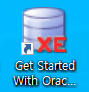 XE
Get Started
With Orac...